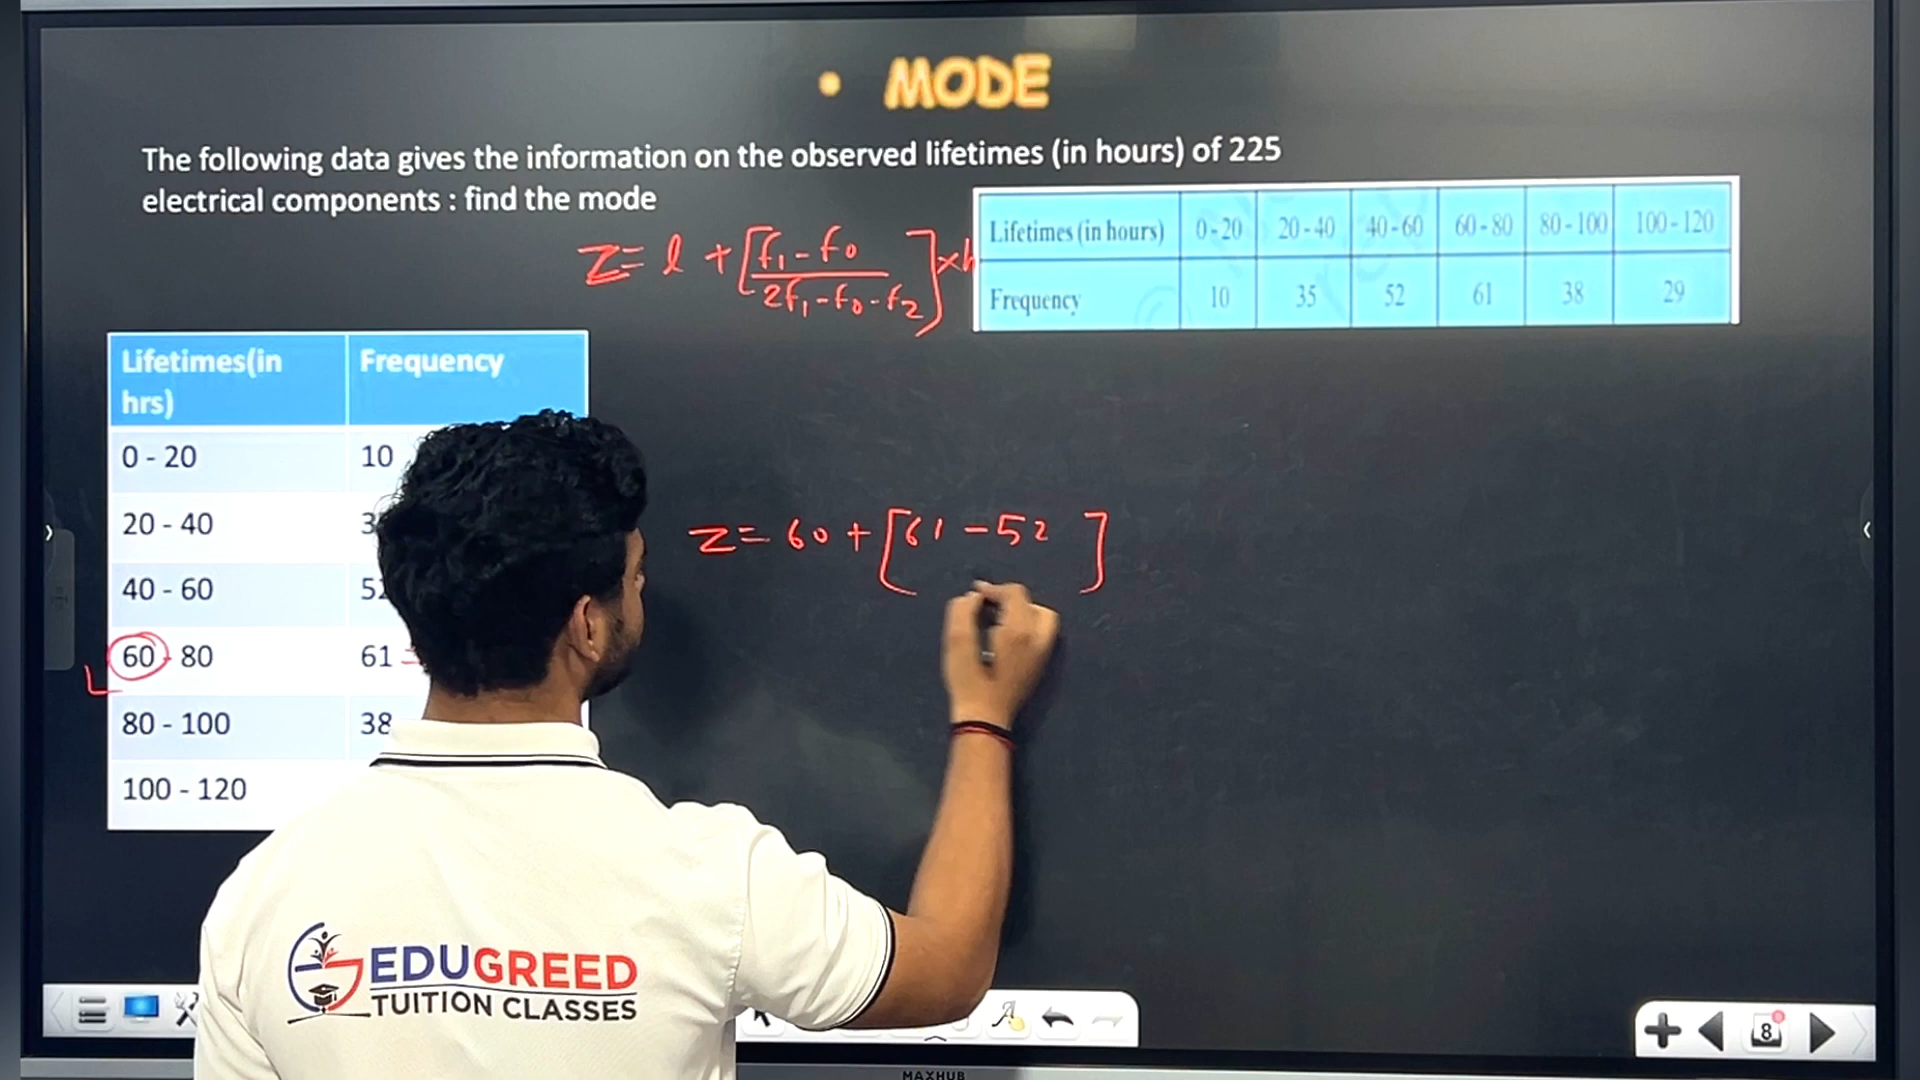 • MODE
The following data gives the information on the observed lifetimes (in hours) of 225
electrical components : find the mode
Z = l + [f₁ - f₀ / 2f₁ - f₀ - f₂] × h
Lifetimes (in hours) 0-20 20-40 40-60 60-80 80-100 100-120
Frequency 10 35 52 61 38 29
Lifetimes(in hrs) Frequency
0 - 20 10
20 - 40
40 - 60
60 - 80 61
80 - 100 38
100 - 120
Z = 60 + [61 - 52 ]
EDUGREED
TUITION CLASSES
8
MAXHUB